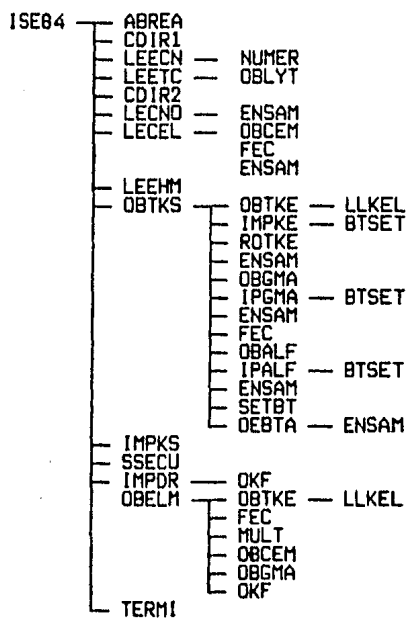 ISE84 ABREA
CDIR1
LEECN NUMER
LEETC OBLYT
CDIR2
LECNO ENSAM
LECEL OBCEM
FEC
ENSAM
LEEHM
OBTKS OBTKE LLKEL
IMPKE BTSET
ROTKE
ENSAM
OBGMA
IPGMA BTSET
ENSAM
FEC
OBALF
IPALF BTSET
ENSAM
SETBT
OEBTA ENSAM
IMPKS
SSECU
IMPDR OKF
OBELM OBTKE LLKEL
FEC
MULT
OBCEM
OBGMA
OKF
TERMI